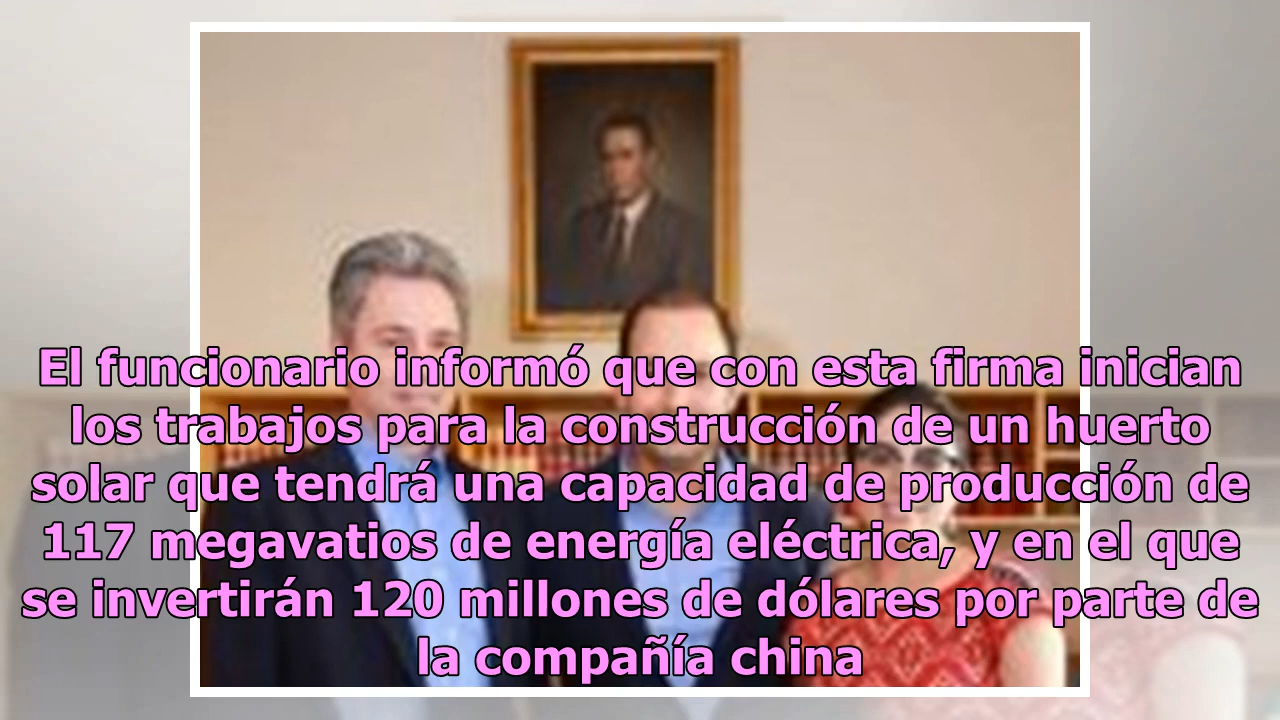 El funcionario informó que con esta firma inician
los trabajos para la construcción de un huerto
solar que tendrá una capacidad de producción de
117 megavatios de energía eléctrica, y en el que
se invertirán 120 millones de dólares por parte de
la compañía china